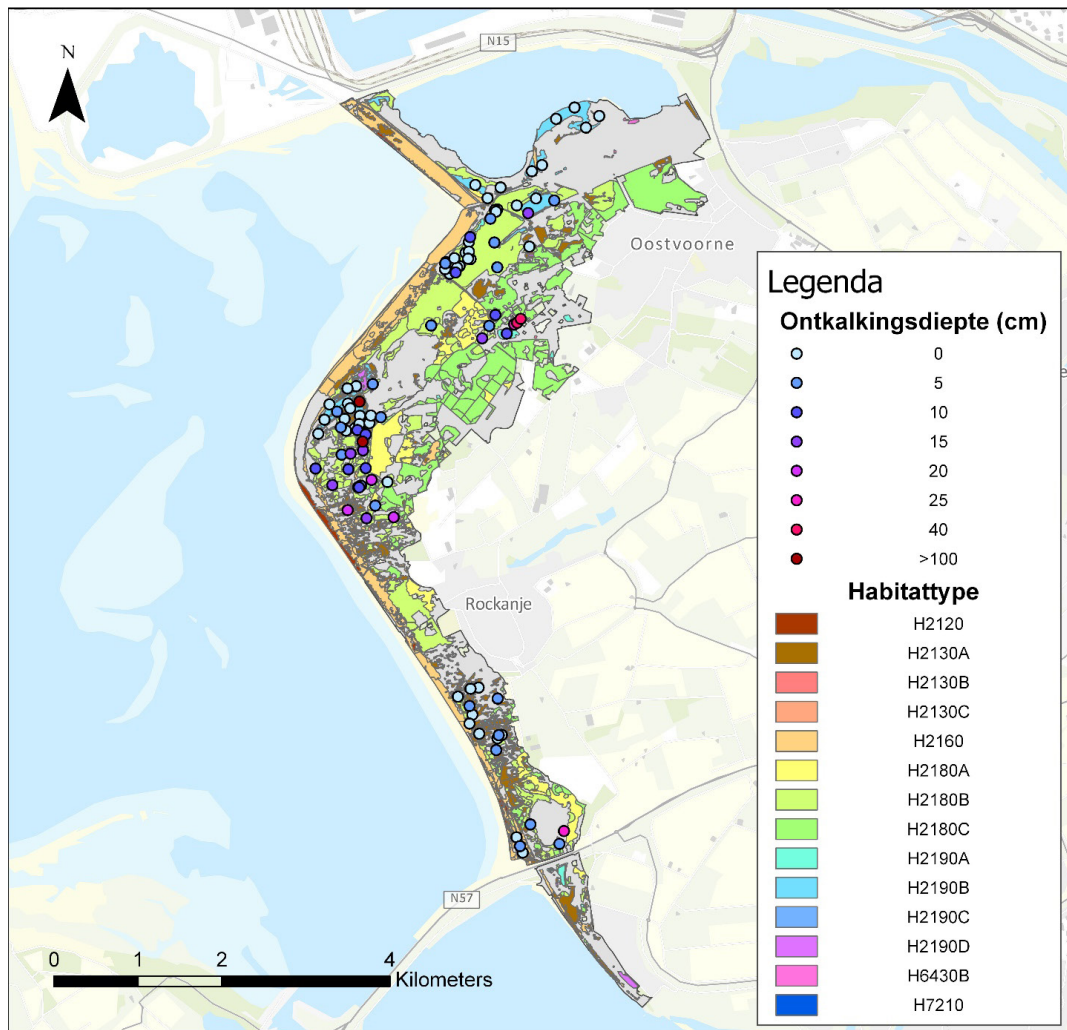 N15
N
Oostvoorne
Legenda
Ontkalkingsdiepte (cm)
0
5
10
15
20
25
40
>100
Habitattype
H2120
H2130A
H2130B
H2130C
H2160
H2180A
H2180B
H2180C
H2190A
H2190B
H2190C
H2190D
H6430B
H7210
Rockanje
N57
0 1 2 4
Kilometers